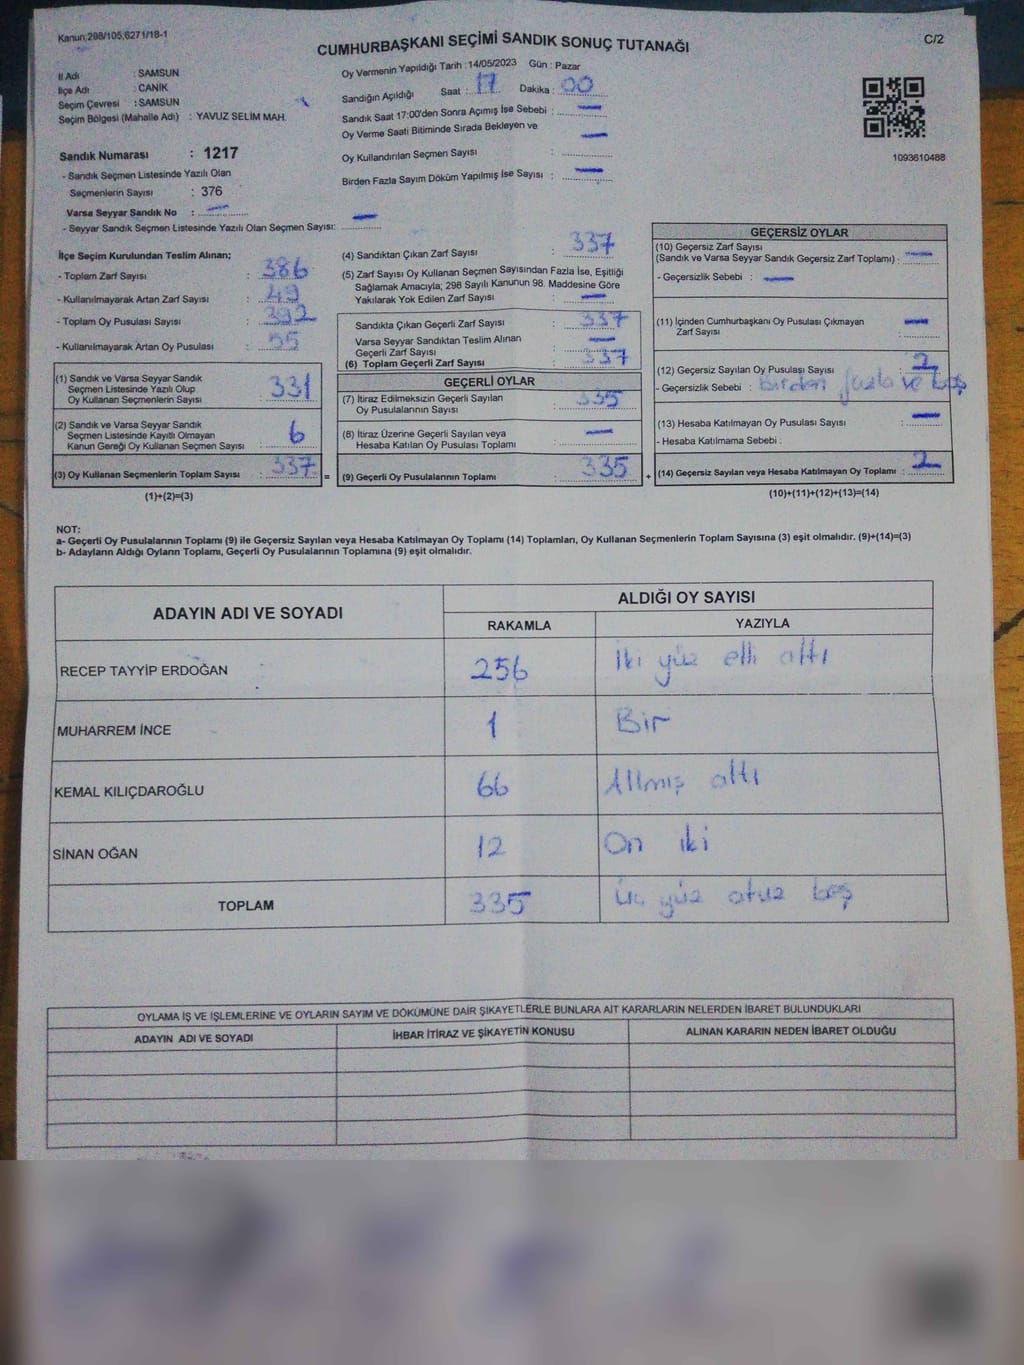 Kanun;298/105,6271/18-1
C/2
CUMHURBAŞKANI SEÇİMİ SANDIK SONUÇ TUTANAĞI
İl Adı : SAMSUN
İlçe Adı : CANİK
Seçim Çevresi : SAMSUN
Seçim Bölgesi (Mahalle Adı) : YAVUZ SELİM MAH.
Sandık Numarası : 1217
- Sandık Seçmen Listesinde Yazılı Olan
Seçmenlerin Sayısı : 376
Varsa Seyyar Sandık No : —
- Seyyar Sandık Seçmen Listesinde Yazılı Olan Seçmen Sayısı: —
Oy Vermenin Yapıldığı Tarih : 14/05/2023 Gün : Pazar
Sandığın Açıldığı Saat : 17 Dakika : 00
Sandık Saat 17:00'den Sonra Açımış İse Sebebi : —
Oy Verme Saati Bitiminde Sırada Bekleyen ve —
Oy Kullandırılan Seçmen Sayısı :
Birden Fazla Sayım Döküm Yapılmış İse Sayısı : —
1093610488
İlçe Seçim Kurulundan Teslim Alınan;
- Toplam Zarf Sayısı : 386
- Kullanılmayarak Artan Zarf Sayısı : 49
- Toplam Oy Pusulası Sayısı : 392
- Kullanılmayarak Artan Oy Pusulası : 55
(1) Sandık ve Varsa Seyyar Sandık
Seçmen Listesinde Yazılı Olup
Oy Kullanan Seçmenlerin Sayısı : 331
(2) Sandık ve Varsa Seyyar Sandık
Seçmen Listesinde Kayıtlı Olmayan
Kanun Gereği Oy Kullanan Seçmen Sayısı : 6
(3) Oy Kullanan Seçmenlerin Toplam Sayısı : 337 =
(1)+(2)=(3)
(4) Sandıktan Çıkan Zarf Sayısı : 337
(5) Zarf Sayısı Oy Kullanan Seçmen Sayısından Fazla İse, Eşitliği
Sağlamak Amacıyla; 298 Sayılı Kanunun 98. Maddesine Göre
Yakılarak Yok Edilen Zarf Sayısı : —
Sandıkta Çıkan Geçerli Zarf Sayısı : 337
Varsa Seyyar Sandıktan Teslim Alınan
Geçerli Zarf Sayısı : —
(6) Toplam Geçerli Zarf Sayısı : 337
GEÇERLİ OYLAR
(7) İtiraz Edilmeksizin Geçerli Sayılan
Oy Pusulalarının Sayısı : 335
(8) İtiraz Üzerine Geçerli Sayılan veya
Hesaba Katılan Oy Pusulası Toplamı : —
(9) Geçerli Oy Pusulalarının Toplamı : 335 +
GEÇERSİZ OYLAR
(10) Geçersiz Zarf Sayısı
(Sandık ve Varsa Seyyar Sandık Geçersiz Zarf Toplamı) : —
- Geçersizlik Sebebi : —
(11) İçinden Cumhurbaşkanı Oy Pusulası Çıkmayan —
Zarf Sayısı :
(12) Geçersiz Sayılan Oy Pusulası Sayısı : 2
- Geçersizlik Sebebi : birden fazla ve boş
(13) Hesaba Katılmayan Oy Pusulası Sayısı : —
- Hesaba Katılmama Sebebi :
(14) Geçersiz Sayılan veya Hesaba Katılmayan Oy Toplamı : 2
(10)+(11)+(12)+(13)=(14)
NOT:
a- Geçerli Oy Pusulalarının Toplamı (9) ile Geçersiz Sayılan veya Hesaba Katılmayan Oy Toplamı (14) Toplamları, Oy Kullanan Seçmenlerin Toplam Sayısına (3) eşit olmalıdır. (9)+(14)=(3)
b- Adayların Aldığı Oyların Toplamı, Geçerli Oy Pusulalarının Toplamına (9) eşit olmalıdır.
ADAYIN ADI VE SOYADI ALDIĞI OY SAYISI
RAKAMLA YAZIYLA
RECEP TAYYİP ERDOĞAN 256 İki yüz elli altı
MUHARREM İNCE 1 Bir
KEMAL KILIÇDAROĞLU 66 Altmış altı
SİNAN OĞAN 12 On iki
TOPLAM 335 Üç yüz otuz beş
OYLAMA İŞ VE İŞLEMLERİNE VE OYLARIN SAYIM VE DÖKÜMÜNE DAİR ŞİKAYETLERLE BUNLARA AİT KARARLARIN NELERDEN İBARET BULUNDUKLARI
ADAYIN ADI VE SOYADI İHBAR İTİRAZ VE ŞİKAYETİN KONUSU ALINAN KARARIN NEDEN İBARET OLDUĞU